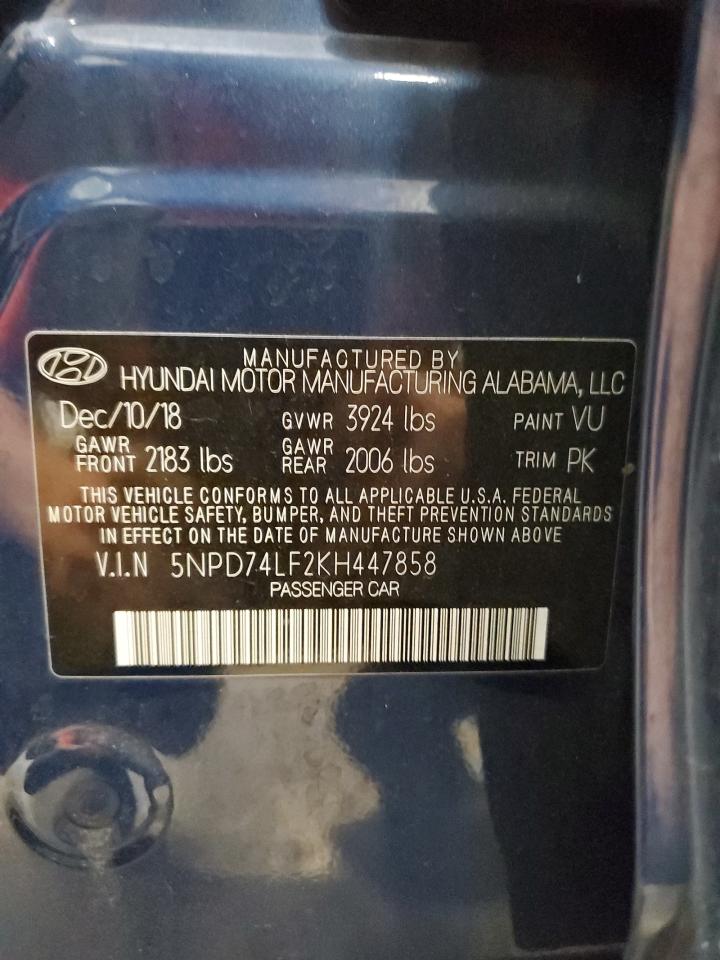 MANUFACTURED BY
HYUNDAI MOTOR MANUFACTURING ALABAMA, LLC
Dec/10/18 GVWR 3924 lbs PAINT VU
GAWR FRONT 2183 lbs GAWR REAR 2006 lbs TRIM PK
THIS VEHICLE CONFORMS TO ALL APPLICABLE U.S.A. FEDERAL
MOTOR VEHICLE SAFETY, BUMPER, AND THEFT PREVENTION STANDARDS
IN EFFECT ON THE DATE OF MANUFACTURE SHOWN ABOVE
V.I.N 5NPD74LF2KH447858
PASSENGER CAR